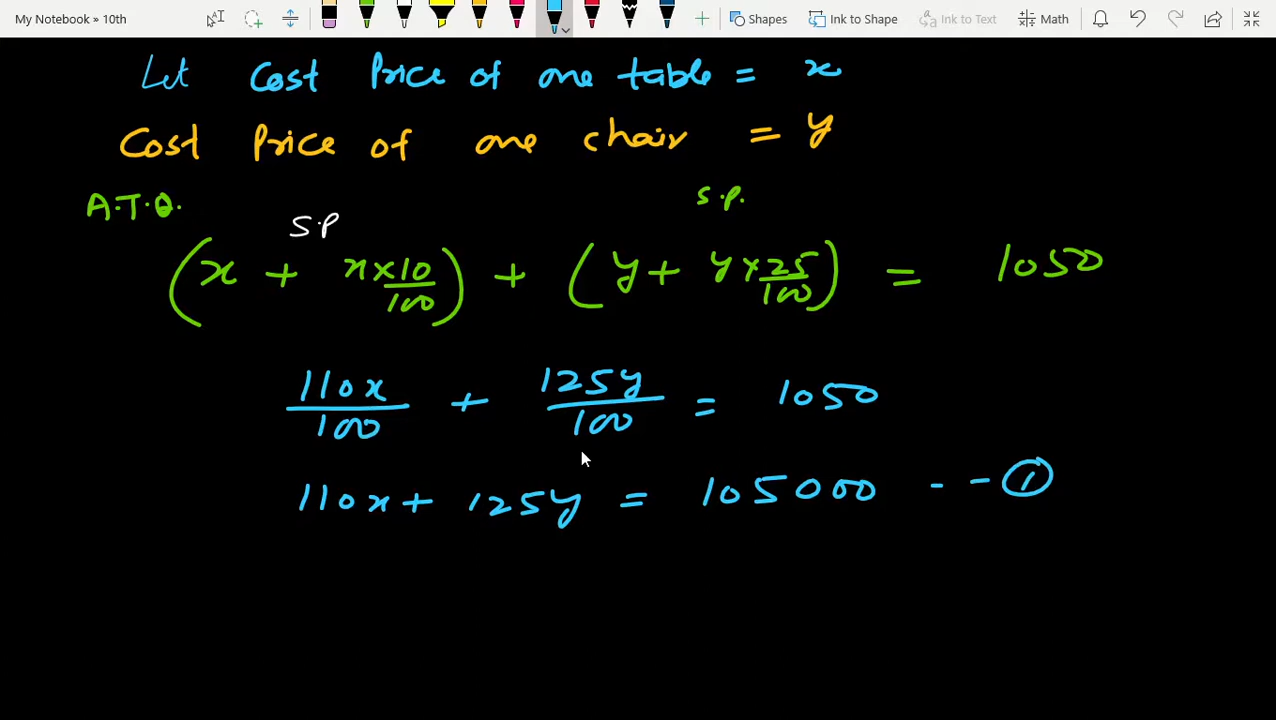 My Notebook » 10th Shapes Ink to Shape Ink to Text Math
Let Cost Price of one table = x
Cost Price of one chair = y
A.T.Q.
S.P S.P.
(x + x×10/100) + (y + y×25/100) = 1050
110x/100 + 125y/100 = 1050
110x + 125y = 105000 - - ①